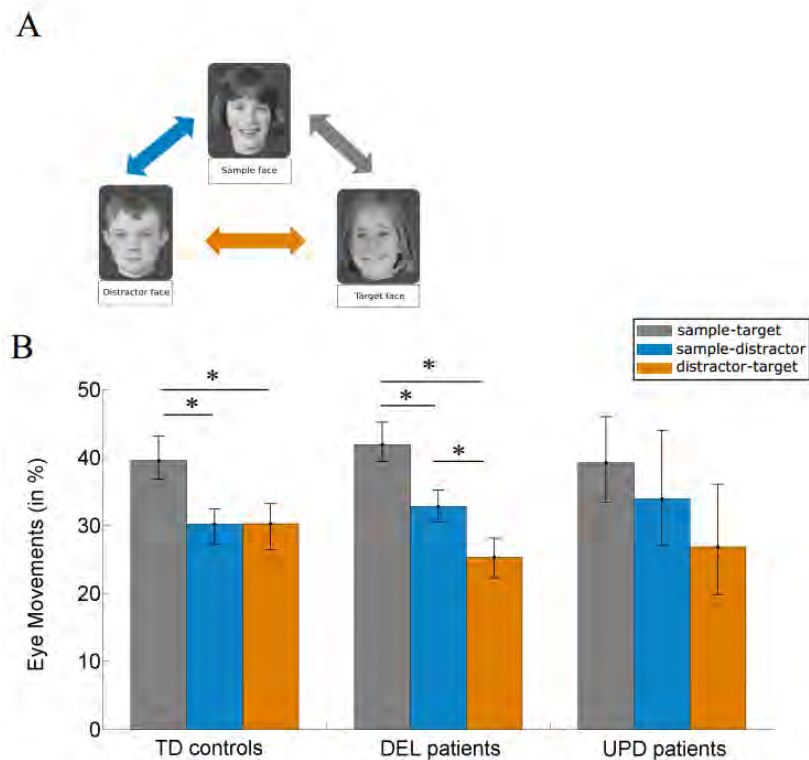 A
Sample face
Distractor face
Target face
B
sample-target
sample-distractor
distractor-target
Eye Movements (in %)
50
40
30
20
10
0
*
*
*
*
*
TD controls
DEL patients
UPD patients